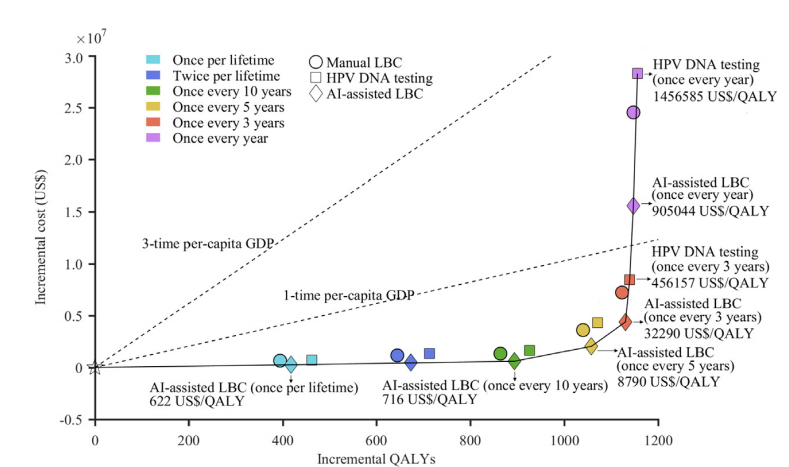 ×10⁷
3.0
2.5
2.0
1.5
1.0
0.5
0
-0.5
Incremental cost (US$)
Once per lifetime
Twice per lifetime
Once every 10 years
Once every 5 years
Once every 3 years
Once every year
Manual LBC
HPV DNA testing
AI-assisted LBC
3-time per-capita GDP
1-time per-capita GDP
HPV DNA testing
(once every year)
1456585 US$/QALY
AI-assisted LBC
(once every year)
905044 US$/QALY
HPV DNA testing
(once every 3 years)
456157 US$/QALY
AI-assisted LBC
(once every 3 years)
32290 US$/QALY
AI-assisted LBC
(once every 5 years)
8790 US$/QALY
AI-assisted LBC (once per lifetime)
622 US$/QALY
AI-assisted LBC (once every 10 years)
716 US$/QALY
0
200
400
600
800
1000
1200
Incremental QALYs